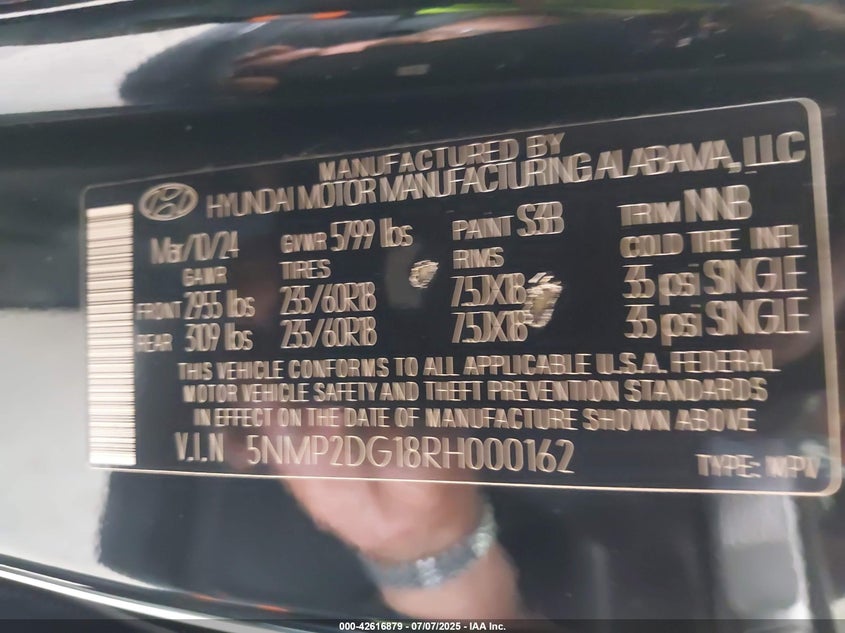 MANUFACTURED BY
HYUNDAI MOTOR MANUFACTURING ALABAMA, LLC
Mar/10/24 GVWR 5799 lbs PAINT S3B TRIM NNB
GAWR TIRES RIMS COLD TIRE INFL
FRONT 2955 lbs 235/60R18 7.5JX18 35 psi SINGLE
REAR 3109 lbs 235/60R18 7.5JX18 35 psi SINGLE
THIS VEHICLE CONFORMS TO ALL APPLICABLE U.S.A. FEDERAL
MOTOR VEHICLE SAFETY AND THEFT PREVENTION STANDARDS
IN EFFECT ON THE DATE OF MANUFACTURE SHOWN ABOVE
V.I.N 5NMP2DG18RH000162 TYPE: MPV
000-42616879 — 07/07/2025 - IAA Inc.